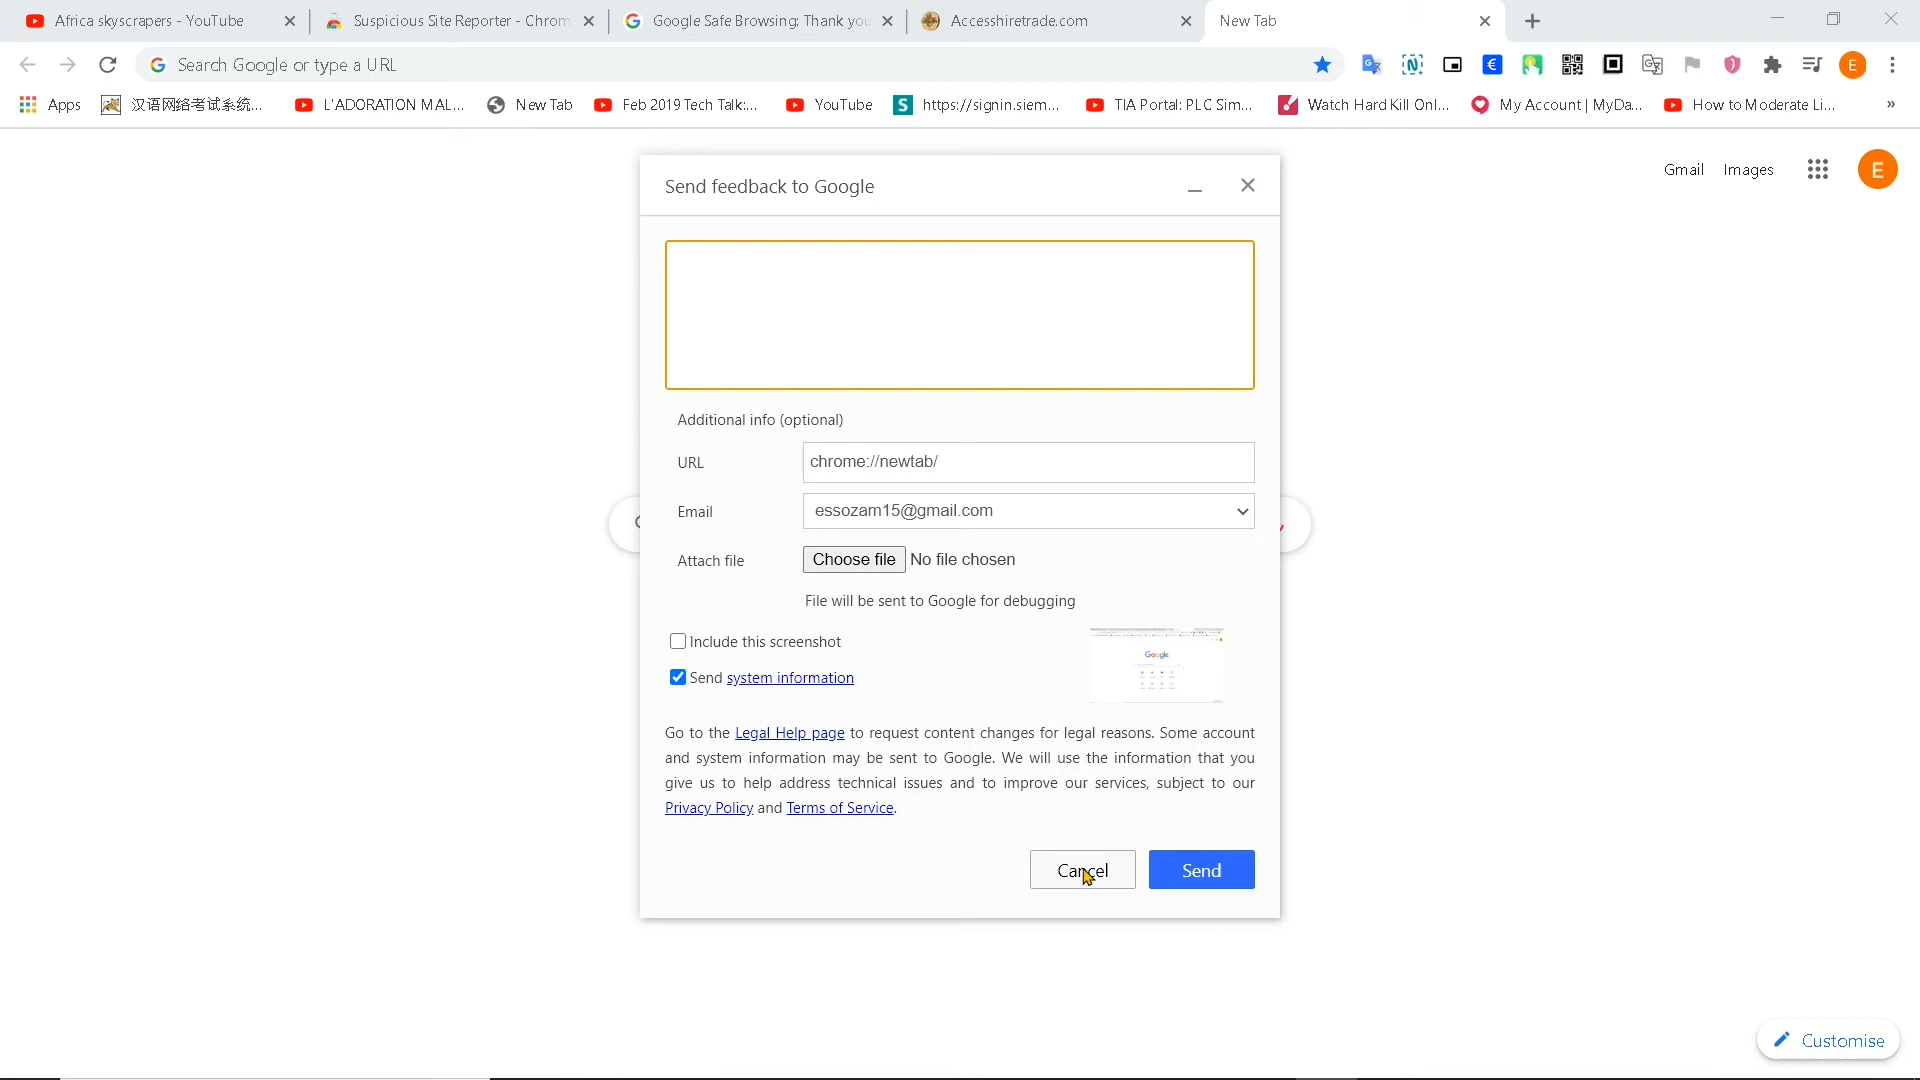 Africa skyscrapers - YouTube
Suspicious Site Reporter - Chrom
Google Safe Browsing: Thank you
Accesshiretrade.com
New Tab
Search Google or type a URL
E
Apps
汉语网络考试系统...
L'ADORATION MAL...
New Tab
Feb 2019 Tech Talk:...
YouTube
https://signin.siem...
TIA Portal: PLC Sim...
Watch Hard Kill Onl...
My Account | MyDa...
How to Moderate Li...
»
Gmail
Images
E
Send feedback to Google
Additional info (optional)
URL
chrome://newtab/
Email
essozam15@gmail.com
Attach file
Choose file No file chosen
File will be sent to Google for debugging
Include this screenshot
Google
Send system information
Go to the Legal Help page to request content changes for legal reasons. Some account
and system information may be sent to Google. We will use the information that you
give us to help address technical issues and to improve our services, subject to our
Privacy Policy and Terms of Service.
Cancel
Send
Customise